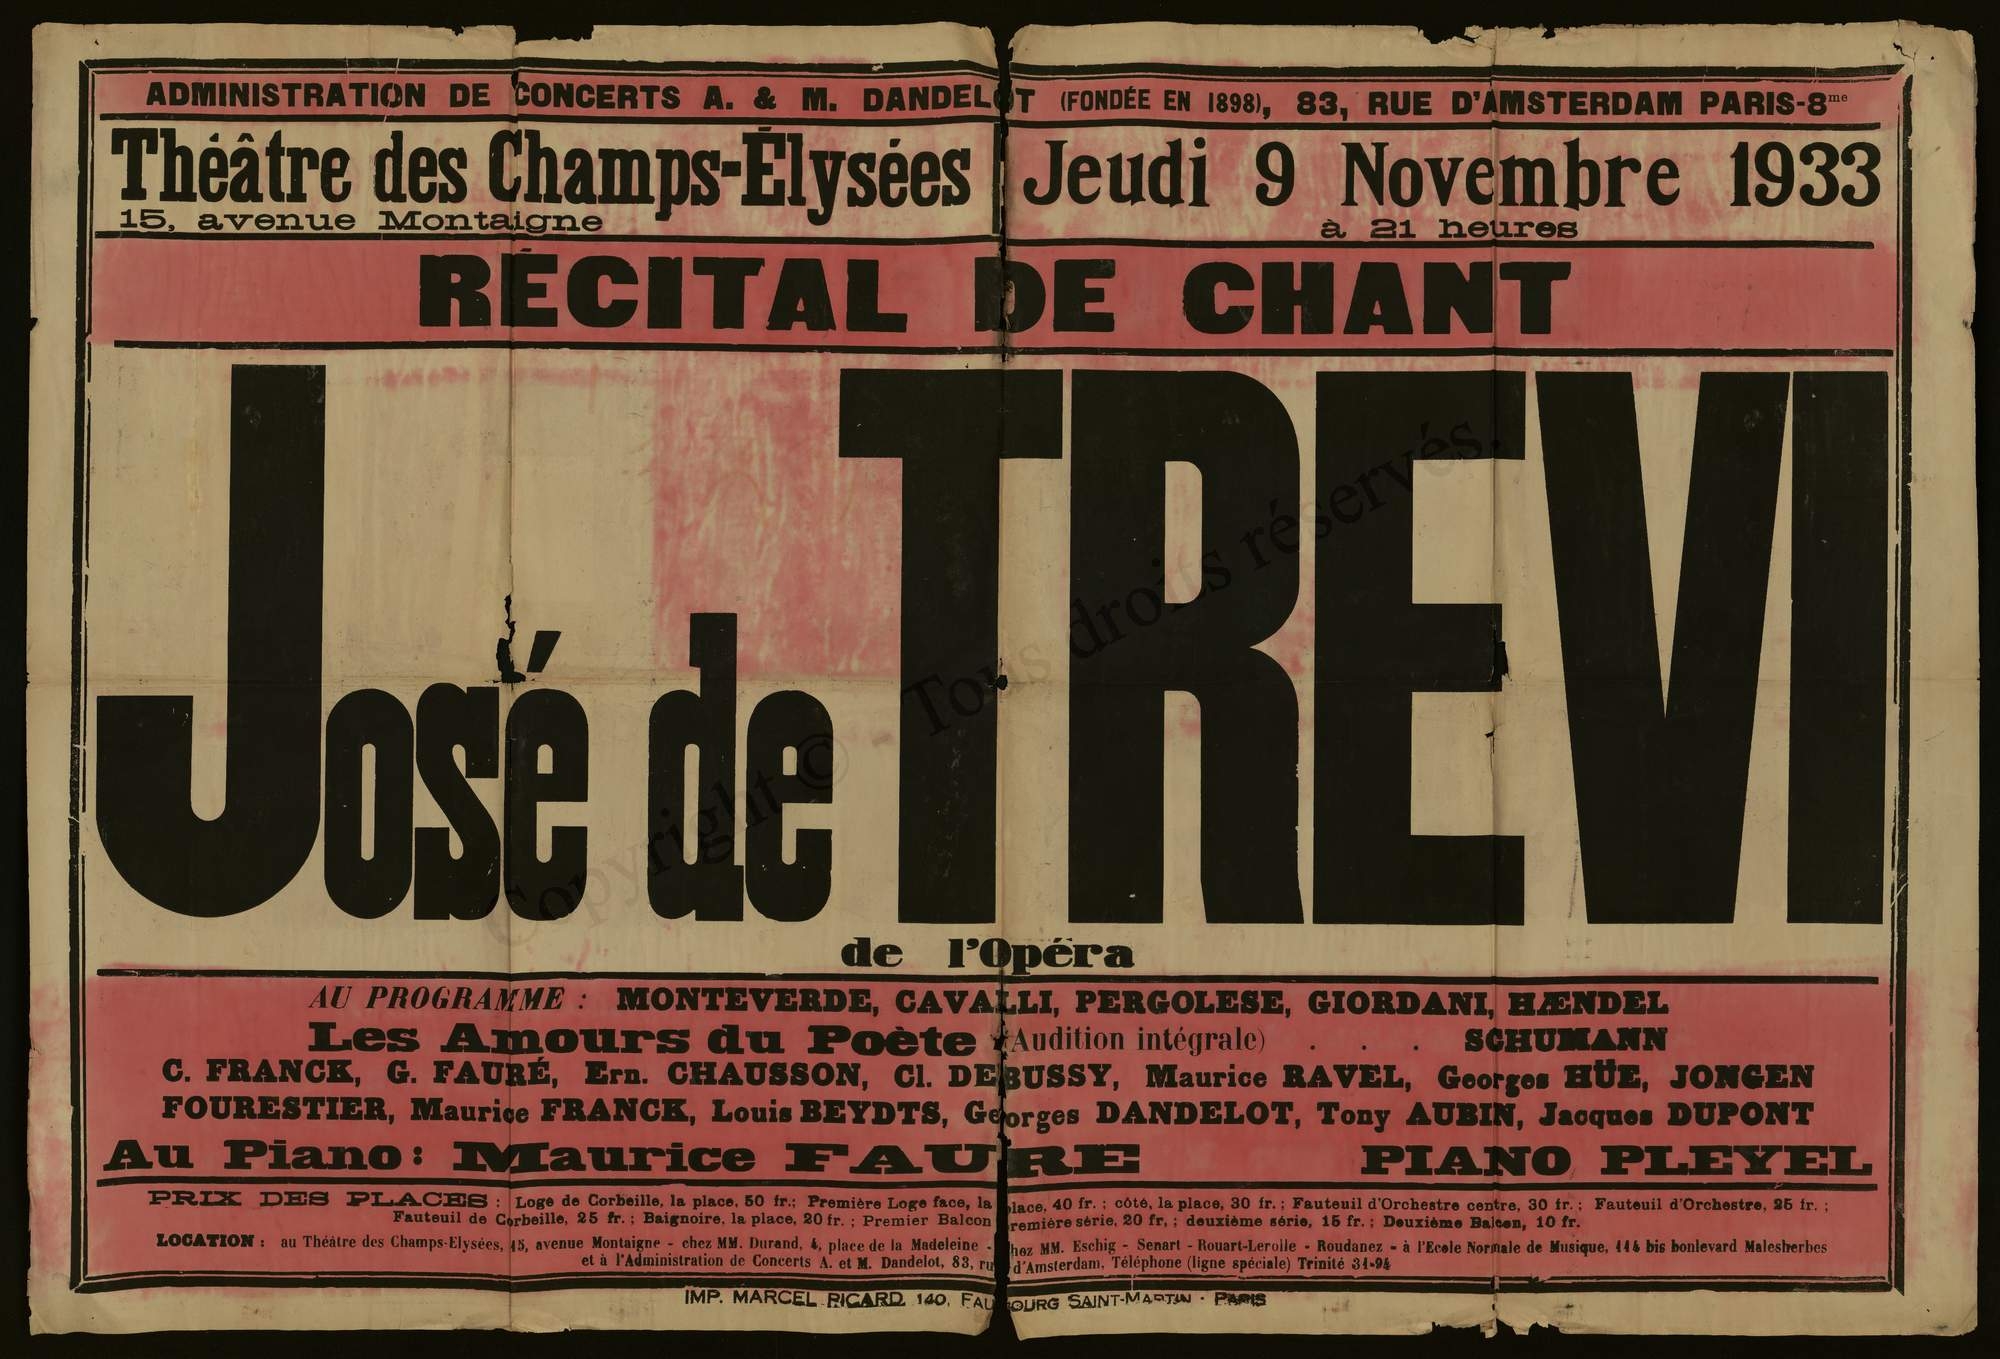 ADMINISTRATION DE CONCERTS A. & M. DANDELOT (FONDÉE EN 1898), 83, RUE D'AMSTERDAM PARIS-8me
Théâtre des Champs-Élysées Jeudi 9 Novembre 1933
15, avenue Montaigne à 21 heures
RÉCITAL DE CHANT
José de TREVI
de l'Opéra
AU PROGRAMME : MONTEVERDE, CAVALLI, PERGOLESE, GIORDANI, HÆNDEL
Les Amours du Poète (Audition intégrale) . . . SCHUMANN
C. FRANCK, G. FAURÉ, Ern. CHAUSSON, Cl. DEBUSSY, Maurice RAVEL, Georges HÜE, JONGEN
FOURESTIER, Maurice FRANCK, Louis BEYDTS, Georges DANDELOT, Tony AUBIN, Jacques DUPONT
Au Piano : Maurice FAURE PIANO PLEYEL
PRIX DES PLACES : Loge de Corbeille, la place, 50 fr.; Première Loge face, la place, 40 fr. ; côté, la place, 30 fr. ; Fauteuil d'Orchestre centre, 30 fr. ; Fauteuil d'Orchestre, 25 fr. ;
Fauteuil de Corbeille, 25 fr. ; Baignoire, la place, 20 fr. ; Premier Balcon première série, 20 fr, ; deuxième série, 15 fr. ; Deuxième Balcon, 10 fr.
LOCATION : au Théâtre des Champs-Elysées, 15, avenue Montaigne - chez MM. Durand, 4, place de la Madeleine - chez MM. Eschig - Senart - Rouart-Lerolle - Roudanez - à l'Ecole Normale de Musique, 114 bis bonlevard Malesherbes
et à l'Administration de Concerts A. et M. Dandelot, 83, rue d'Amsterdam, Téléphone (ligne spéciale) Trinité 31-94
IMP. MARCEL PICARD. 140, FAUBOURG SAINT-MARTIN - PARIS
Copyright © - Tous droits réservés.